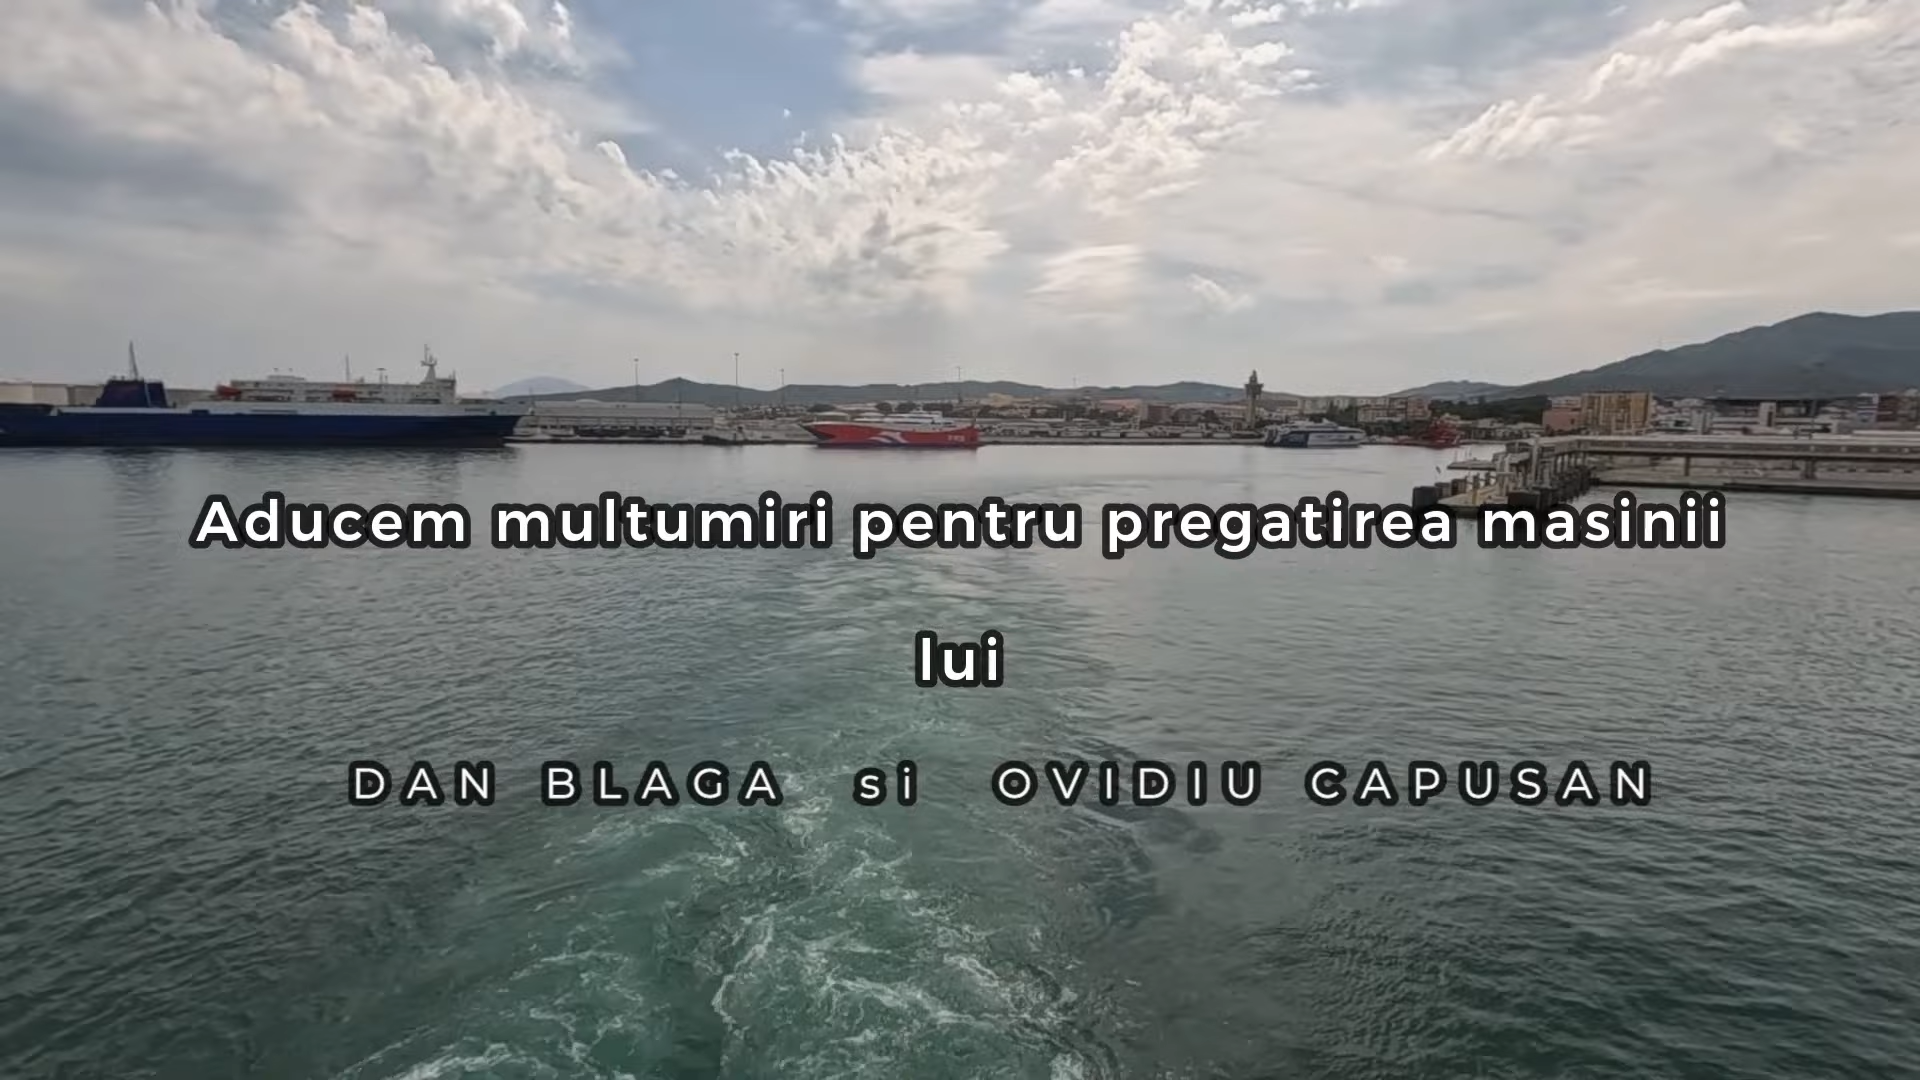 Aducem multumiri pentru pregatirea masinii
lui
DAN BLAGA si OVIDIU CAPUSAN